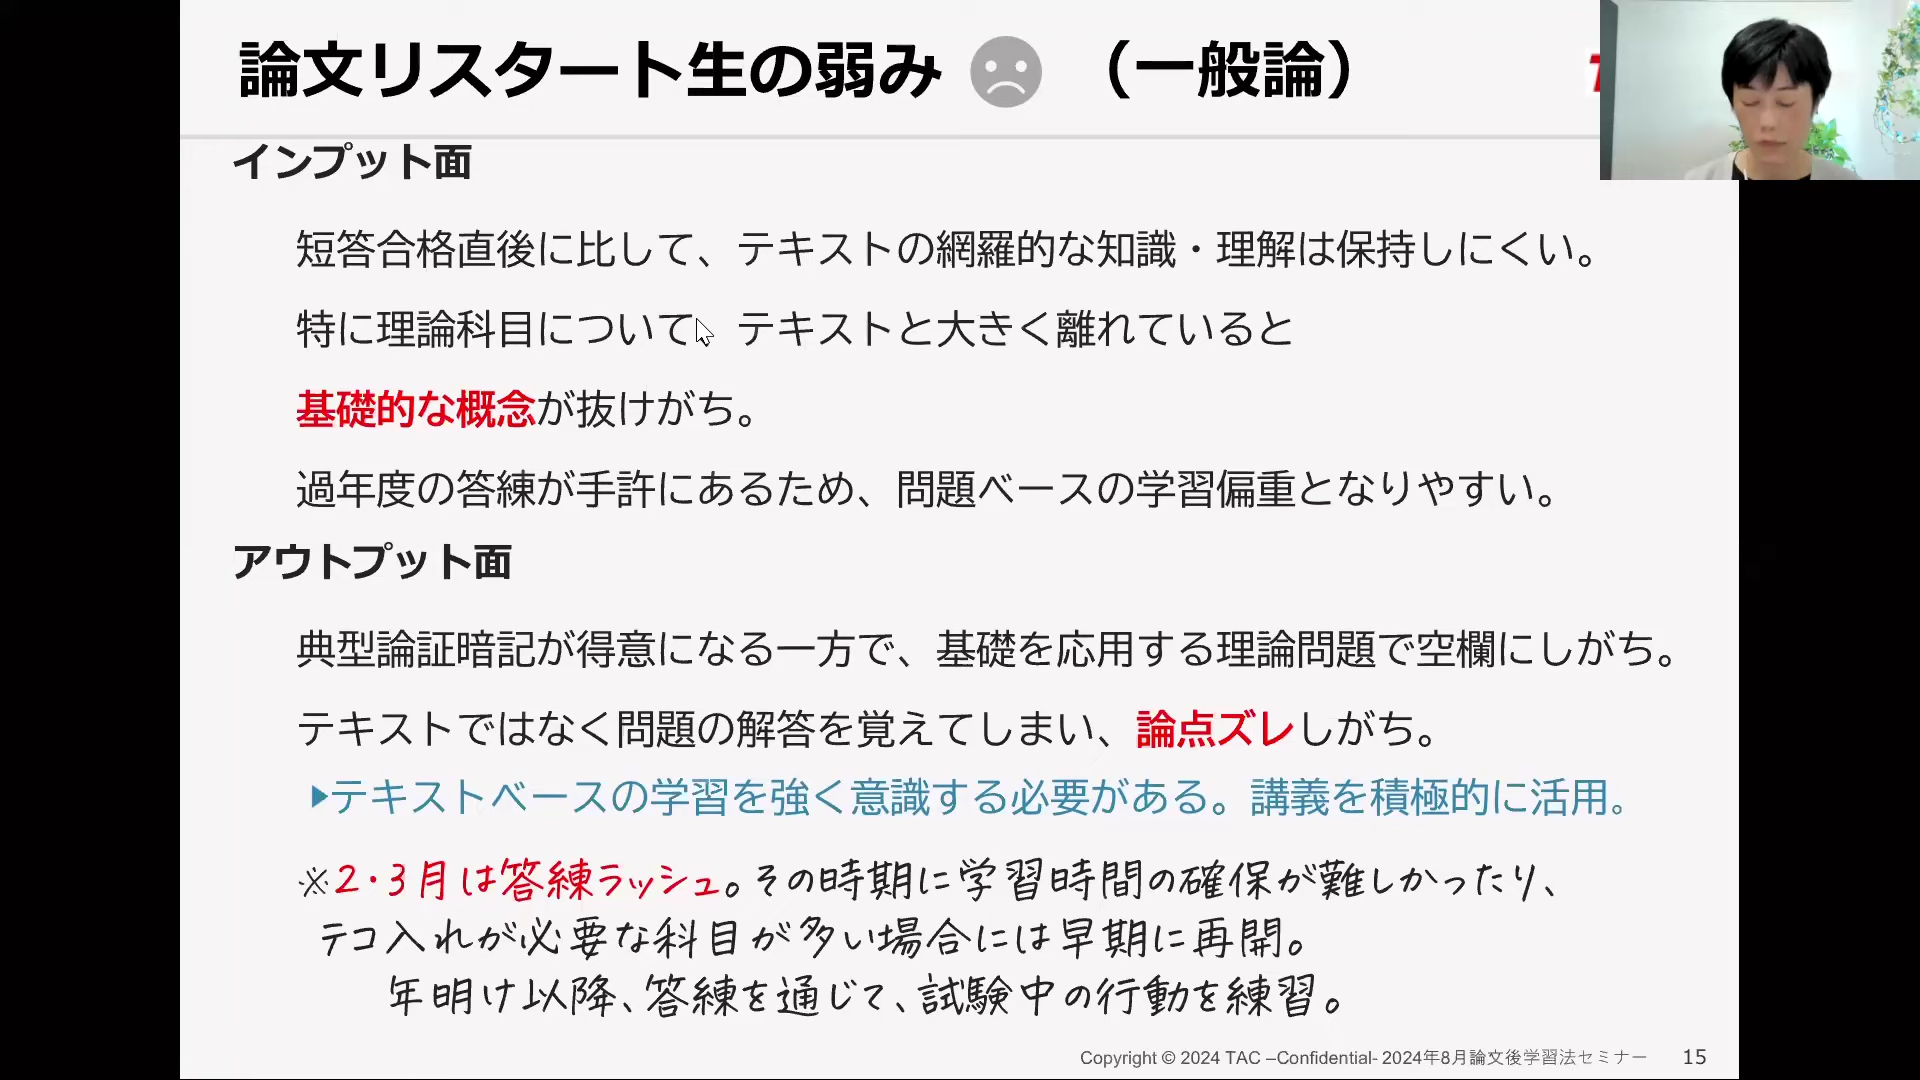 論文リスタート生の弱み （一般論）
インプット面
短答合格直後に比して、テキストの網羅的な知識・理解は保持しにくい。
特に理論科目について、テキストと大きく離れていると
基礎的な概念が抜けがち。
過年度の答練が手許にあるため、問題ベースの学習偏重となりやすい。
アウトプット面
典型論証暗記が得意になる一方で、基礎を応用する理論問題で空欄にしがち。
テキストではなく問題の解答を覚えてしまい、論点ズレしがち。
▶テキストベースの学習を強く意識する必要がある。講義を積極的に活用。
※2・3月は答練ラッシュ。その時期に学習時間の確保が難しかったり、
テコ入れが必要な科目が多い場合には早期に再開。
年明け以降、答練を通じて、試験中の行動を練習。
Copyright © 2024 TAC –Confidential- 2024年8月論文後学習法セミナー 15